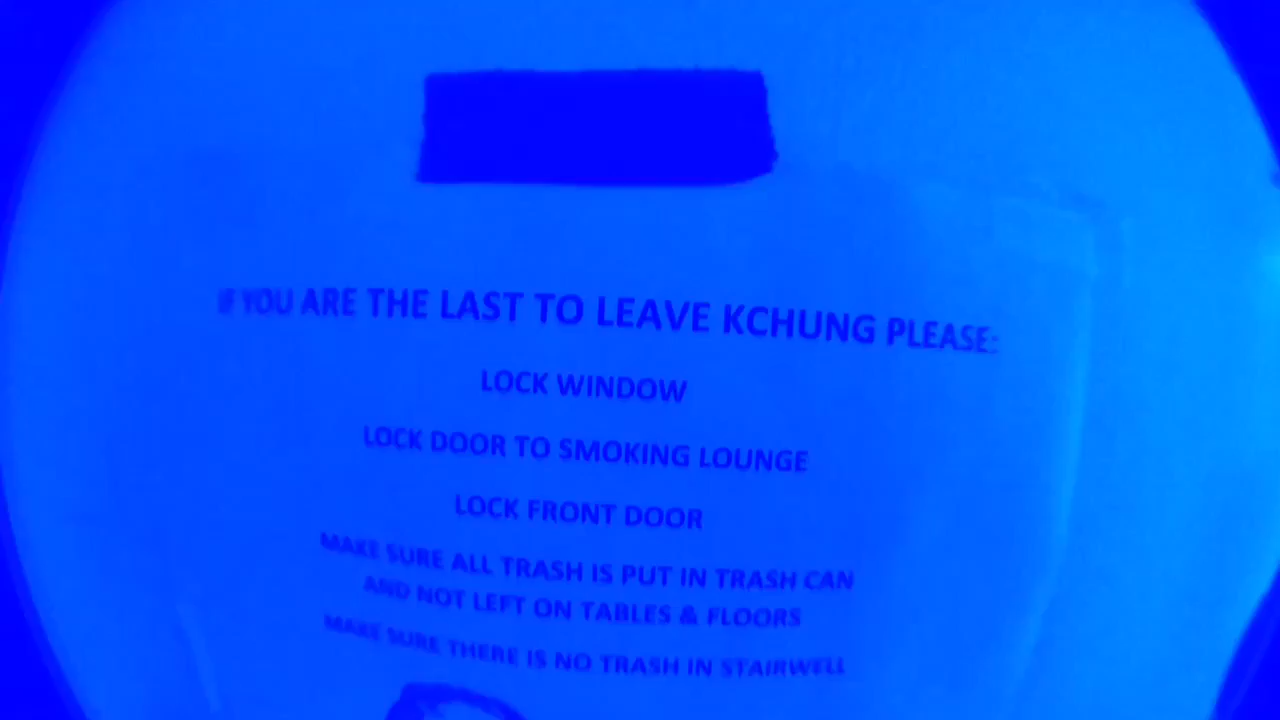 IF YOU ARE THE LAST TO LEAVE KCHUNG PLEASE:
LOCK WINDOW
LOCK DOOR TO SMOKING LOUNGE
LOCK FRONT DOOR
MAKE SURE ALL TRASH IS PUT IN TRASH CAN
AND NOT LEFT ON TABLES & FLOORS
MAKE SURE THERE IS NO TRASH IN STAIRWELL